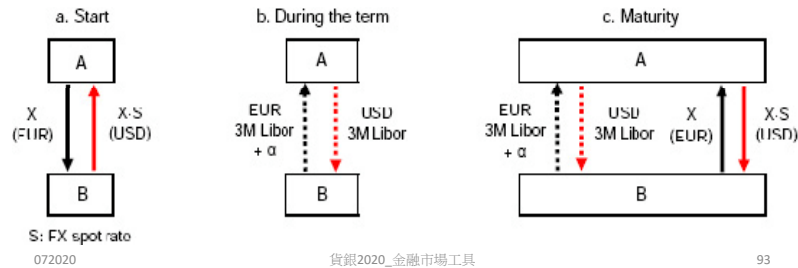 a. Start
b. During the term
c. Maturity
A
X
(EUR)
X·S
(USD)
B
A
EUR
3M Libor
+ α
USD
3M Libor
B
A
EUR
3M Libor
+ α
USD
3M Libor
X
(EUR)
X·S
(USD)
B
S: FX spot rate
072020
貨銀2020_金融市場工具
93